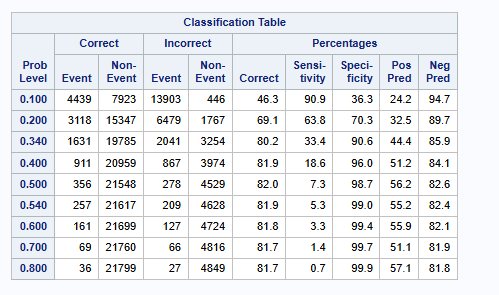 Classification Table
Correct Incorrect Percentages
Prob Level Event Non-Event Event Non-Event Correct Sensi-tivity Speci-ficity Pos Pred Neg Pred
0.100 4439 7923 13903 446 46.3 90.9 36.3 24.2 94.7
0.200 3118 15347 6479 1767 69.1 63.8 70.3 32.5 89.7
0.340 1631 19785 2041 3254 80.2 33.4 90.6 44.4 85.9
0.400 911 20959 867 3974 81.9 18.6 96.0 51.2 84.1
0.500 356 21548 278 4529 82.0 7.3 98.7 56.2 82.6
0.540 257 21617 209 4628 81.9 5.3 99.0 55.2 82.4
0.600 161 21699 127 4724 81.8 3.3 99.4 55.9 82.1
0.700 69 21760 66 4816 81.7 1.4 99.7 51.1 81.9
0.800 36 21799 27 4849 81.7 0.7 99.9 57.1 81.8